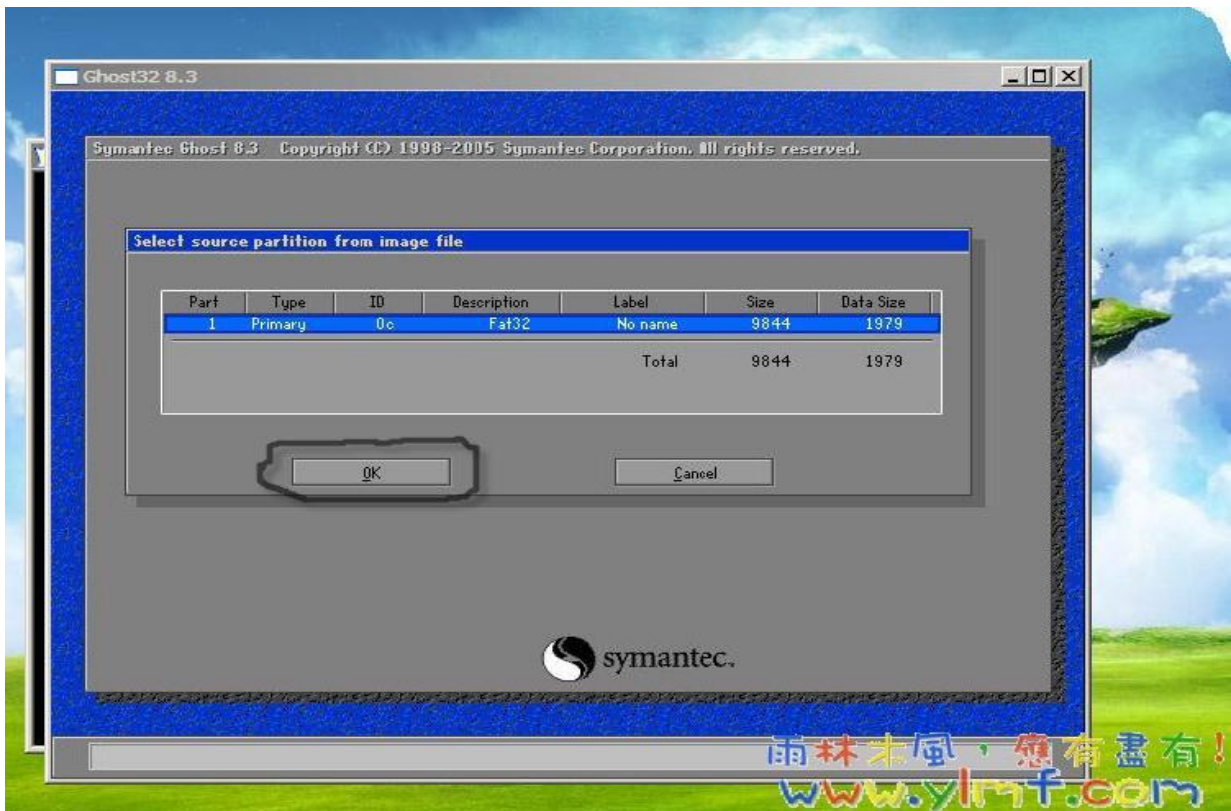 Ghost32 8.3
Symantec Ghost 8.3 Copyright (C) 1998-2005 Symantec Corporation. All rights reserved.
Select source partition from image file
Part Type ID Description Label Size Data Size
1 Primary 0c Fat32 No name 9844 1979
Total 9844 1979
OK Cancel
symantec.
雨林木風，應有盡有！
www.ylmf.com